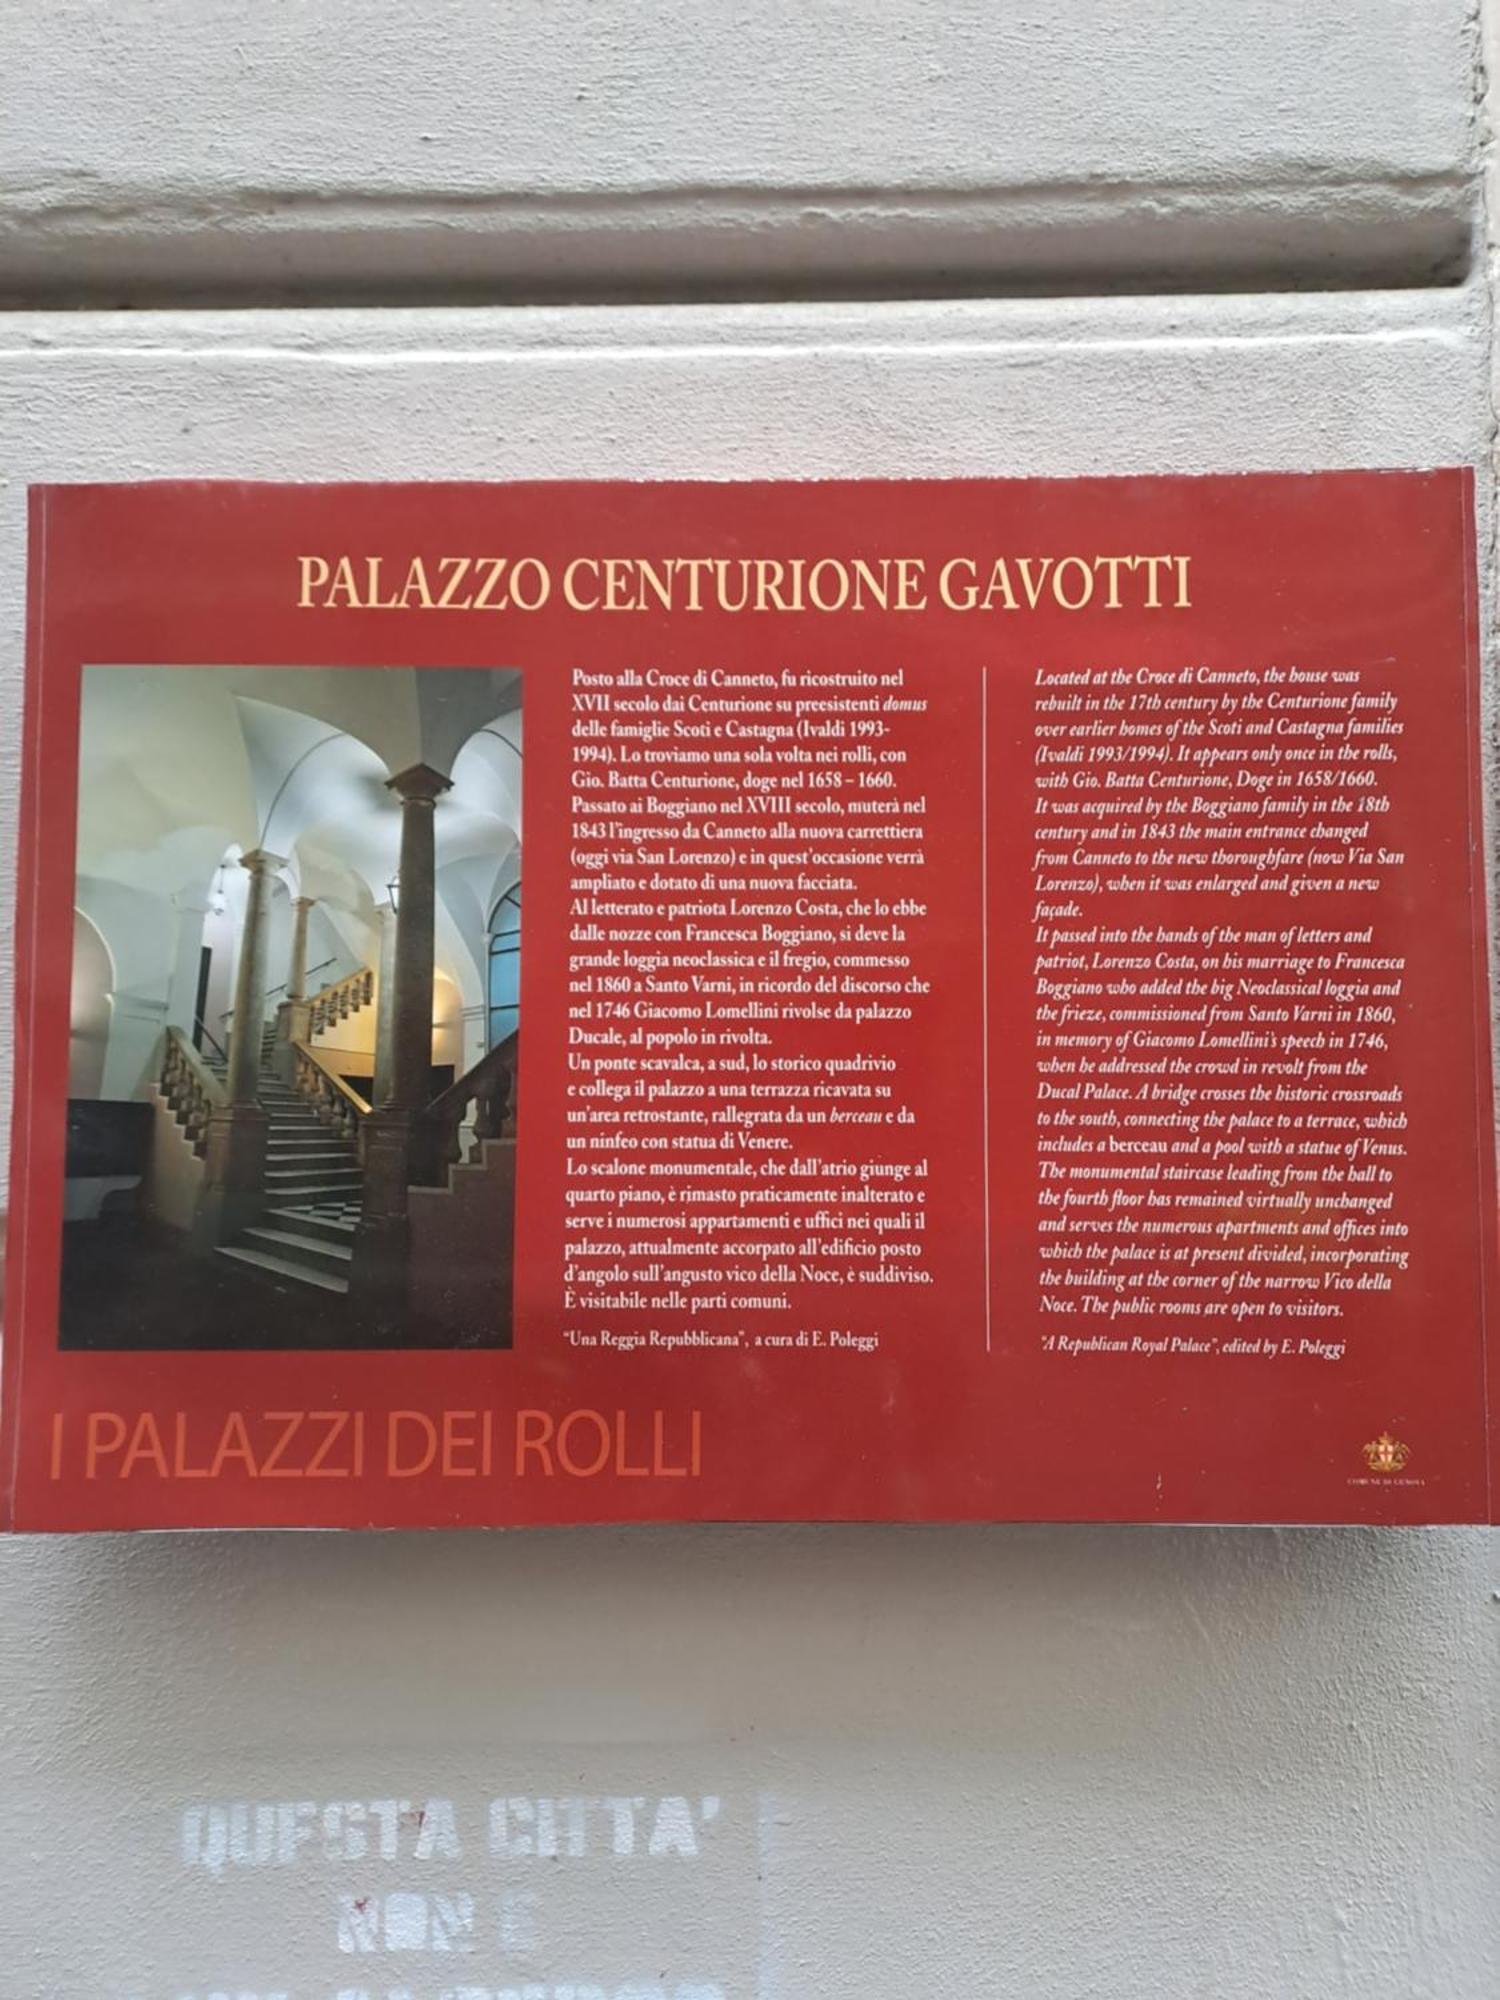 PALAZZO CENTURIONE GAVOTTI
Posto alla Croce di Canneto, fu ricostruito nel
XVII secolo dai Centurione su preesistenti domus
delle famiglie Scoti e Castagna (Ivaldi 1993-
1994). Lo troviamo una sola volta nei rolli, con
Gio. Batta Centurione, doge nel 1658 – 1660.
Passato ai Boggiano nel XVIII secolo, muterà nel
1843 l'ingresso da Canneto alla nuova carrettiera
(oggi via San Lorenzo) e in quest'occasione verrà
ampliato e dotato di una nuova facciata.
Al letterato e patriota Lorenzo Costa, che lo ebbe
dalle nozze con Francesca Boggiano, si deve la
grande loggia neoclassica e il fregio, commesso
nel 1860 a Santo Varni, in ricordo del discorso che
nel 1746 Giacomo Lomellini rivolse da palazzo
Ducale, al popolo in rivolta.
Un ponte scavalca, a sud, lo storico quadrivio
e collega il palazzo a una terrazza ricavata su
un'area retrostante, rallegrata da un berceau e da
un ninfeo con statua di Venere.
Lo scalone monumentale, che dall'atrio giunge al
quarto piano, è rimasto praticamente inalterato e
serve i numerosi appartamenti e uffici nei quali il
palazzo, attualmente accorpato all'edificio posto
d'angolo sull'angusto vico della Noce, è suddiviso.
È visitabile nelle parti comuni.
"Una Reggia Repubblicana", a cura di E. Poleggi
Located at the Croce di Canneto, the house was
rebuilt in the 17th century by the Centurione family
over earlier homes of the Scoti and Castagna families
(Ivaldi 1993/1994). It appears only once in the rolls,
with Gio. Batta Centurione, Doge in 1658/1660.
It was acquired by the Boggiano family in the 18th
century and in 1843 the main entrance changed
from Canneto to the new thoroughfare (now Via San
Lorenzo), when it was enlarged and given a new
façade.
It passed into the hands of the man of letters and
patriot, Lorenzo Costa, on his marriage to Francesca
Boggiano who added the big Neoclassical loggia and
the frieze, commissioned from Santo Varni in 1860,
in memory of Giacomo Lomellini's speech in 1746,
when he addressed the crowd in revolt from the
Ducal Palace. A bridge crosses the historic crossroads
to the south, connecting the palace to a terrace, which
includes a berceau and a pool with a statue of Venus.
The monumental staircase leading from the hall to
the fourth floor has remained virtually unchanged
and serves the numerous apartments and offices into
which the palace is at present divided, incorporating
the building at the corner of the narrow Vico della
Noce. The public rooms are open to visitors.
"A Republican Royal Palace", edited by E. Poleggi
I PALAZZI DEI ROLLI
COMUNE DI GENOVA
QUESTA CITTA'
NON E